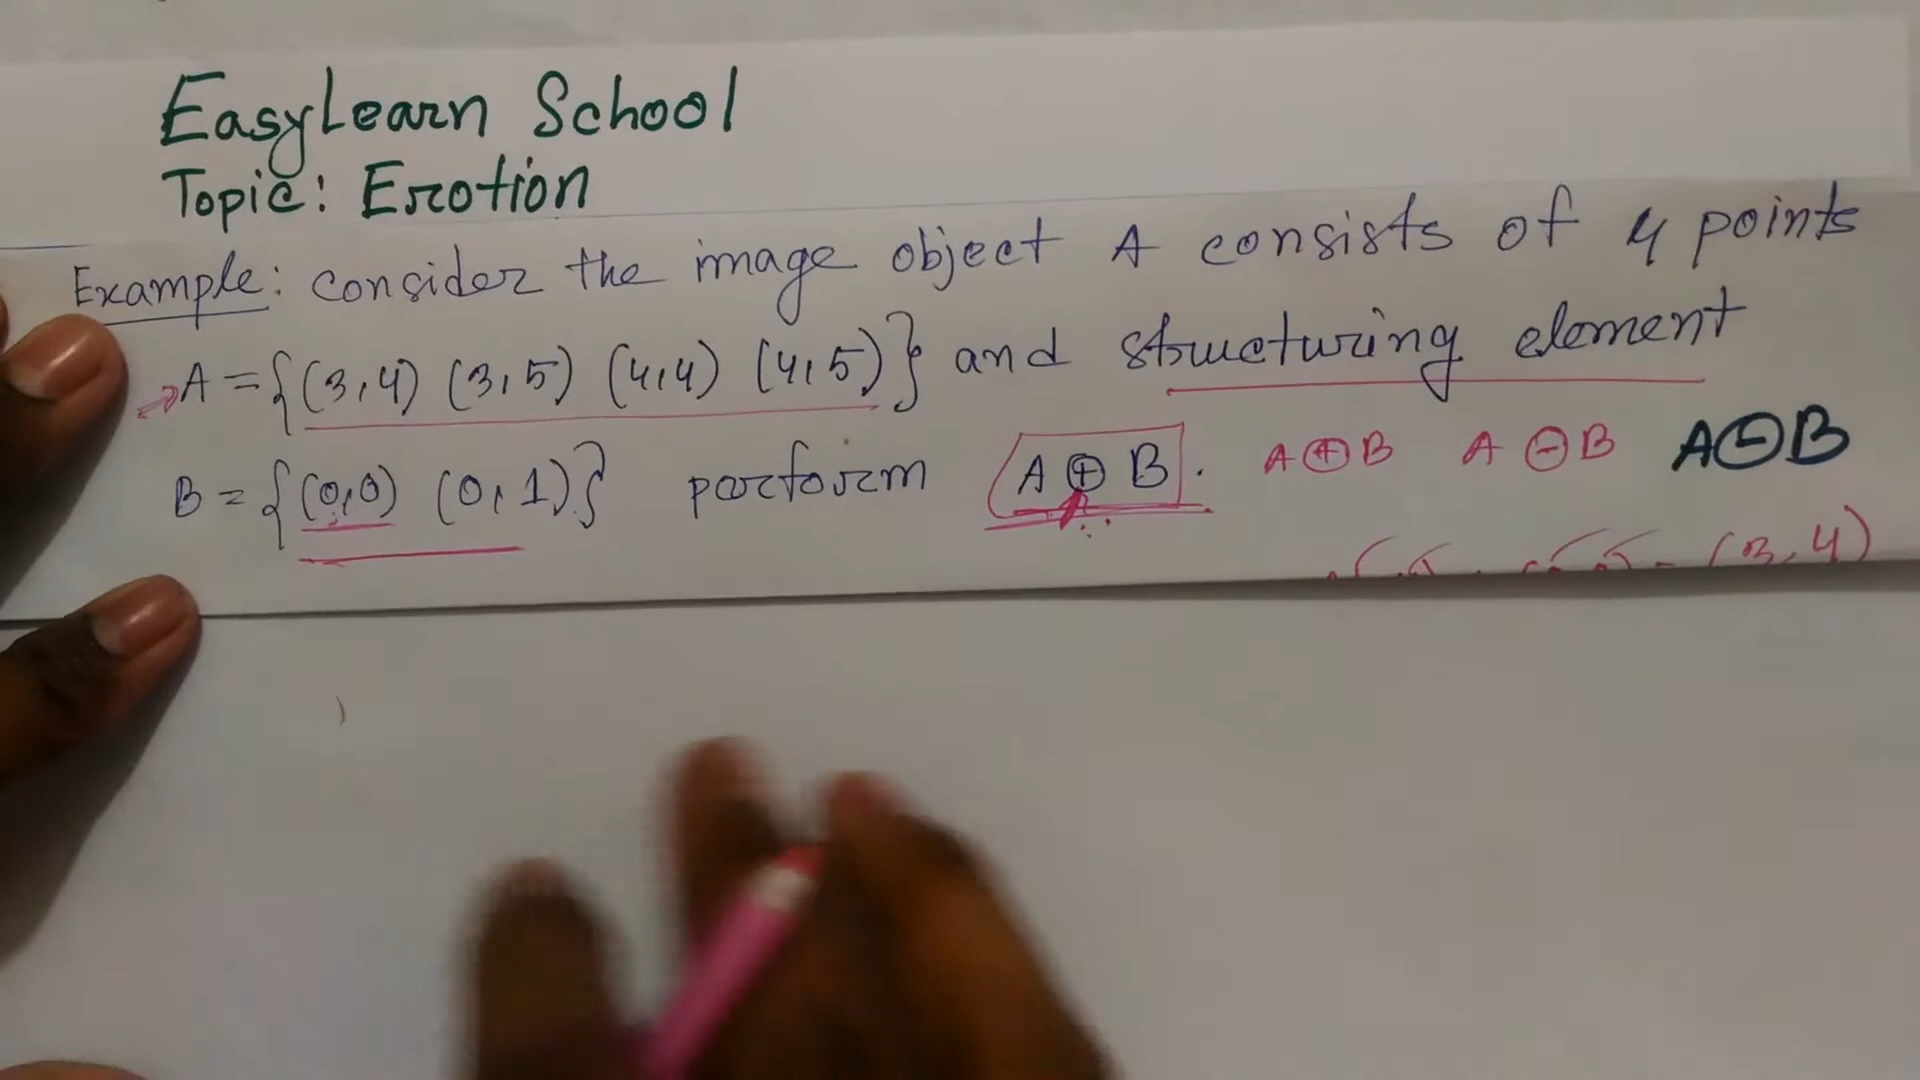 EasyLearn School
Topic: Erotion
Example: consider the image object A consists of 4 points
A = {(3,4) (3,5) (4,4) (4,5)} and structuring element
B = {(0,0) (0,1)} perform A ⊕ B. A ⊕ B A ⊖ B A ⊖ B
(3,4)